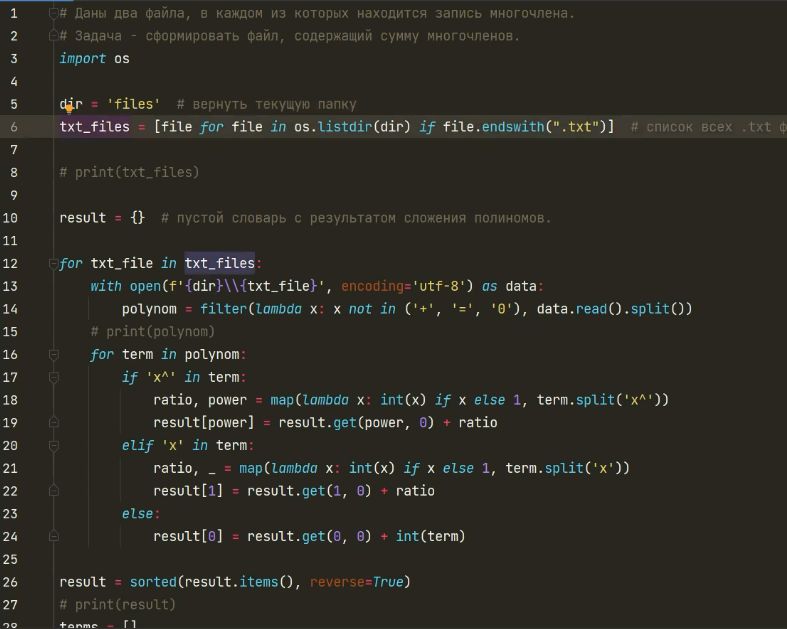 1 # Даны два файла, в каждом из которых находится запись многочлена.
2 # Задача - сформировать файл, содержащий сумму многочленов.
3 import os
4
5 dir = 'files'  # вернуть текущую папку
6 txt_files = [file for file in os.listdir(dir) if file.endswith(".txt")]  # список всех .txt ф
7
8 # print(txt_files)
9
10 result = {}  # пустой словарь с результатом сложения полиномов.
11
12 for txt_file in txt_files:
13     with open(f'{dir}\\{txt_file}', encoding='utf-8') as data:
14         polynom = filter(lambda x: x not in ('+', '=', '0'), data.read().split())
15     # print(polynom)
16     for term in polynom:
17         if 'x^' in term:
18             ratio, power = map(lambda x: int(x) if x else 1, term.split('x^'))
19             result[power] = result.get(power, 0) + ratio
20         elif 'x' in term:
21             ratio, _ = map(lambda x: int(x) if x else 1, term.split('x'))
22             result[1] = result.get(1, 0) + ratio
23         else:
24             result[0] = result.get(0, 0) + int(term)
25
26 result = sorted(result.items(), reverse=True)
27 # print(result)
28 terms = []